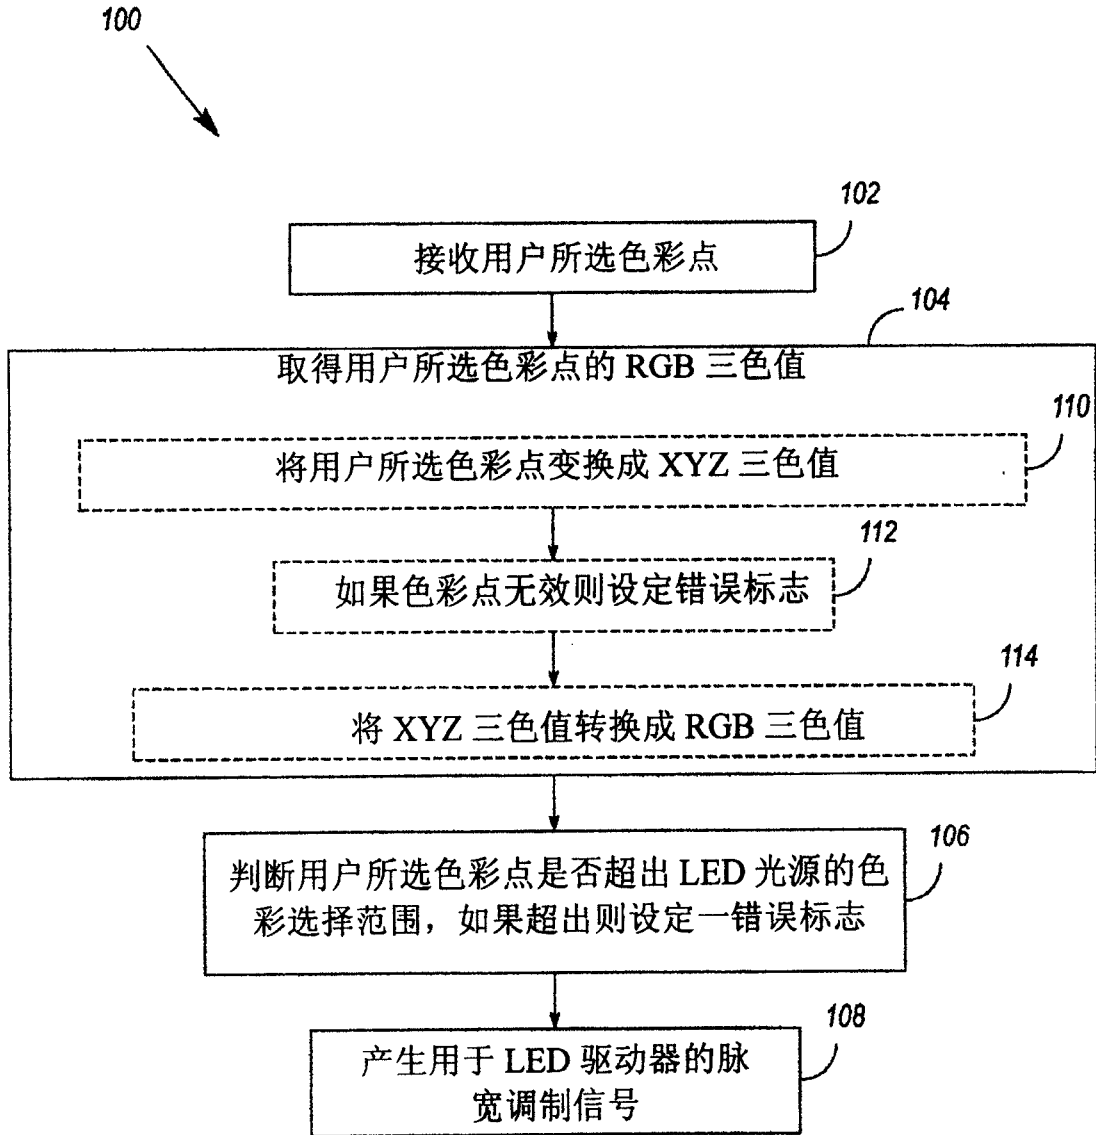 100
102
接收用户所选色彩点
104
取得用户所选色彩点的 RGB 三色值
110
将用户所选色彩点变换成 XYZ 三色值
112
如果色彩点无效则设定错误标志
114
将 XYZ 三色值转换成 RGB 三色值
106
判断用户所选色彩点是否超出 LED 光源的色
彩选择范围，如果超出则设定一错误标志
108
产生用于 LED 驱动器的脉
宽调制信号